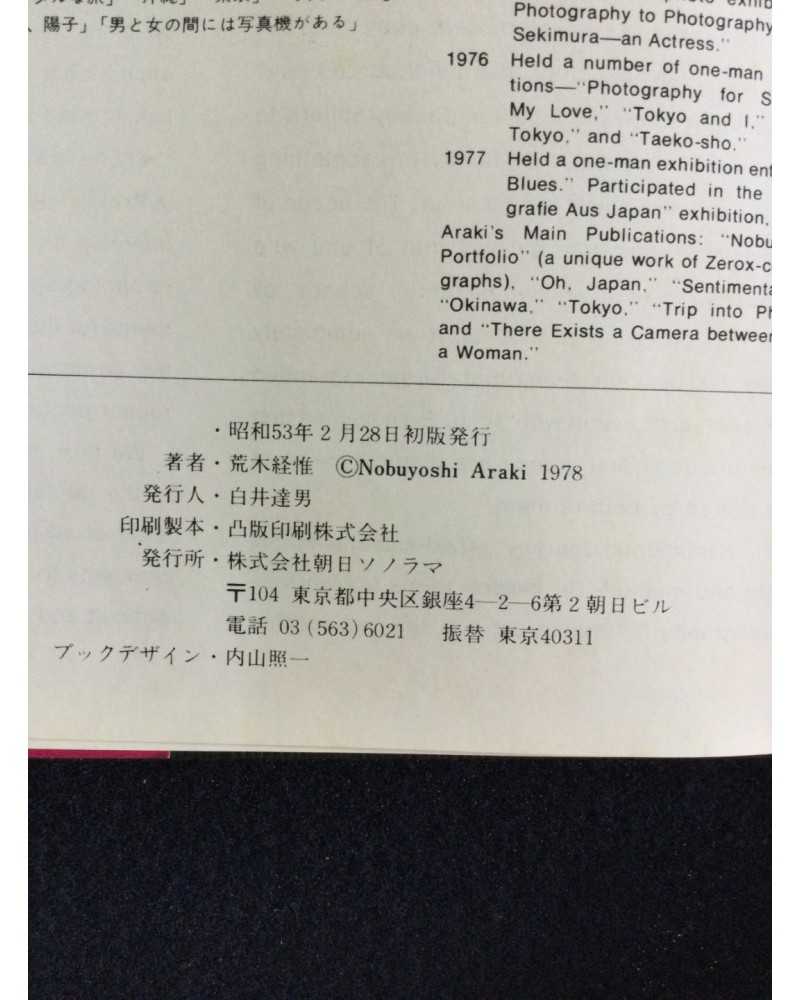 、陽子」「男と女の間には写真機がある」
Photography to Photography
Sekimura—an Actress."
1976 Held a number of one-man
tions—"Photography for S
My Love," "Tokyo and I,"
Tokyo," and "Taeko-sho."
1977 Held a one-man exhibition ent
Blues." Participated in the
grafie Aus Japan" exhibition,
Araki's Main Publications: "Nobu
Portfolio" (a unique work of Zerox-c
graphs), "Oh, Japan," "Sentimenta
"Okinawa," "Tokyo," "Trip into Ph
and "There Exists a Camera between
a Woman."
・昭和53年2月28日初版発行
著者・荒木経惟 ⒸNobuyoshi Araki 1978
発行人・白井達男
印刷製本・凸版印刷株式会社
発行所・株式会社朝日ソノラマ
〒104 東京都中央区銀座4—2—6第2朝日ビル
電話 03(563)6021 振替 東京40311
ブックデザイン・内山照一